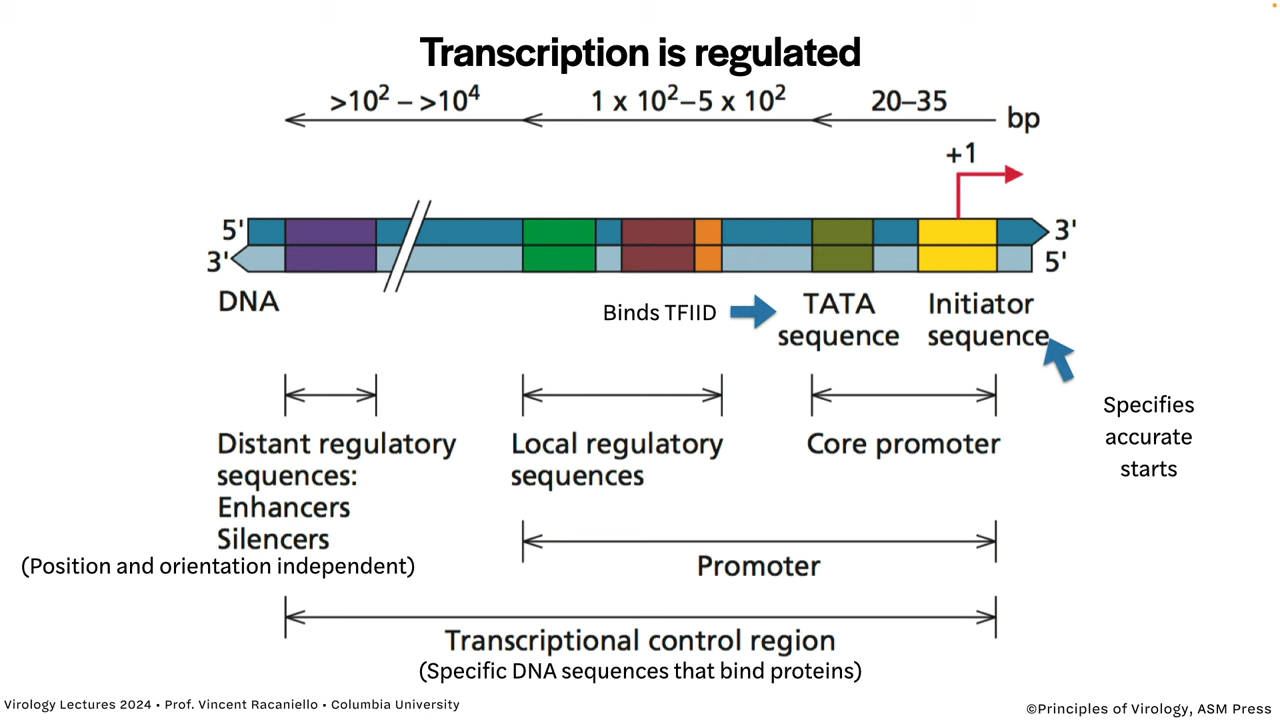 Transcription is regulated
>10² – >10⁴
1 x 10²–5 x 10²
20–35
bp
+1
5'
3'
3'
5'
DNA
Binds TFIID
TATA
sequence
Initiator
sequence
Specifies
accurate
starts
Distant regulatory
sequences:
Enhancers
Silencers
(Position and orientation independent)
Local regulatory
sequences
Core promoter
Promoter
Transcriptional control region
(Specific DNA sequences that bind proteins)
Virology Lectures 2024 • Prof. Vincent Racaniello • Columbia University
©Principles of Virology, ASM Press